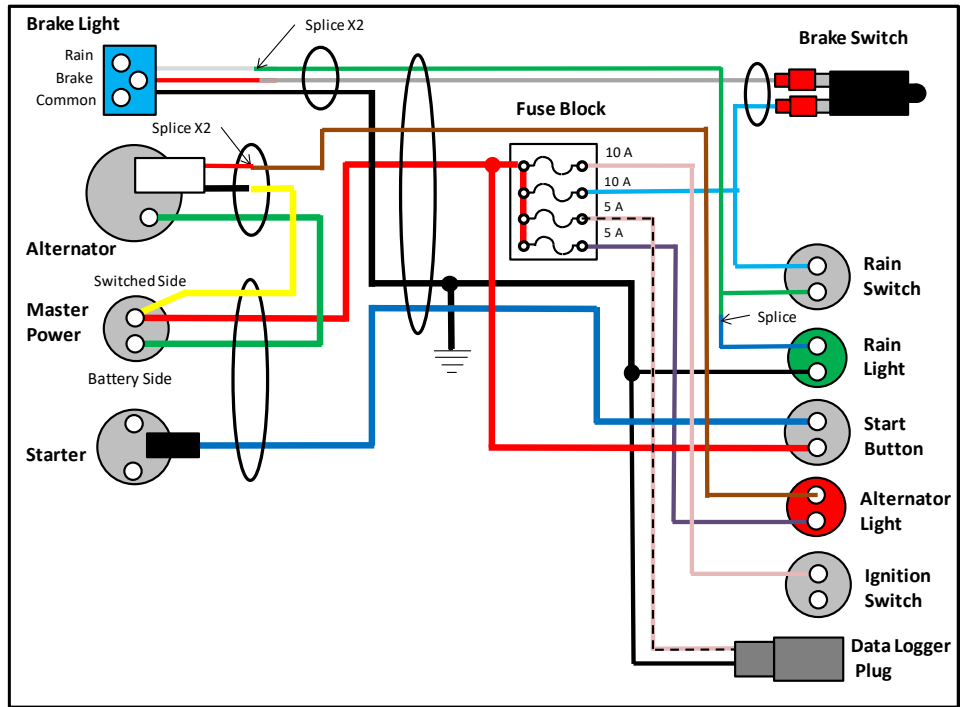 Brake Light
Rain
Brake
Common
Splice X2
Brake Switch
Fuse Block
10 A
10 A
5 A
5 A
Splice X2
Alternator
Switched Side
Master
Power
Battery Side
Starter
Rain
Switch
Splice
Rain
Light
Start
Button
Alternator
Light
Ignition
Switch
Data Logger
Plug